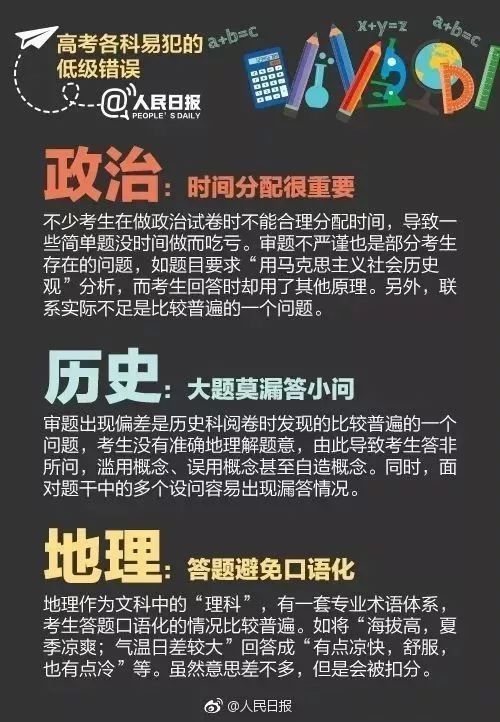 高考各科易犯的
低级错误
@人民日报
PEOPLE'S DAILY
a+b=c
x+y=z
a+b=c
政治：时间分配很重要
不少考生在做政治试卷时不能合理分配时间，导致一
些简单题没时间做而吃亏。审题不严谨也是部分考生
存在的问题，如题目要求“用马克思主义社会历史
观”分析，而考生回答时却用了其他原理。另外，联
系实际不足是比较普遍的一个问题。
历史：大题莫漏答小问
审题出现偏差是历史科阅卷时发现的比较普遍的一个
问题，考生没有准确地理解题意，由此导致考生答非
所问，滥用概念、误用概念甚至自造概念。同时，面
对题干中的多个设问容易出现漏答情况。
地理：答题避免口语化
地理作为文科中的“理科”，有一套专业术语体系，
考生答题口语化的情况比较普遍。如将“海拔高，夏
季凉爽；气温日差较大”回答成“有点凉快，舒服，
也有点冷”等。虽然意思差不多，但是会被扣分。
@人民日报